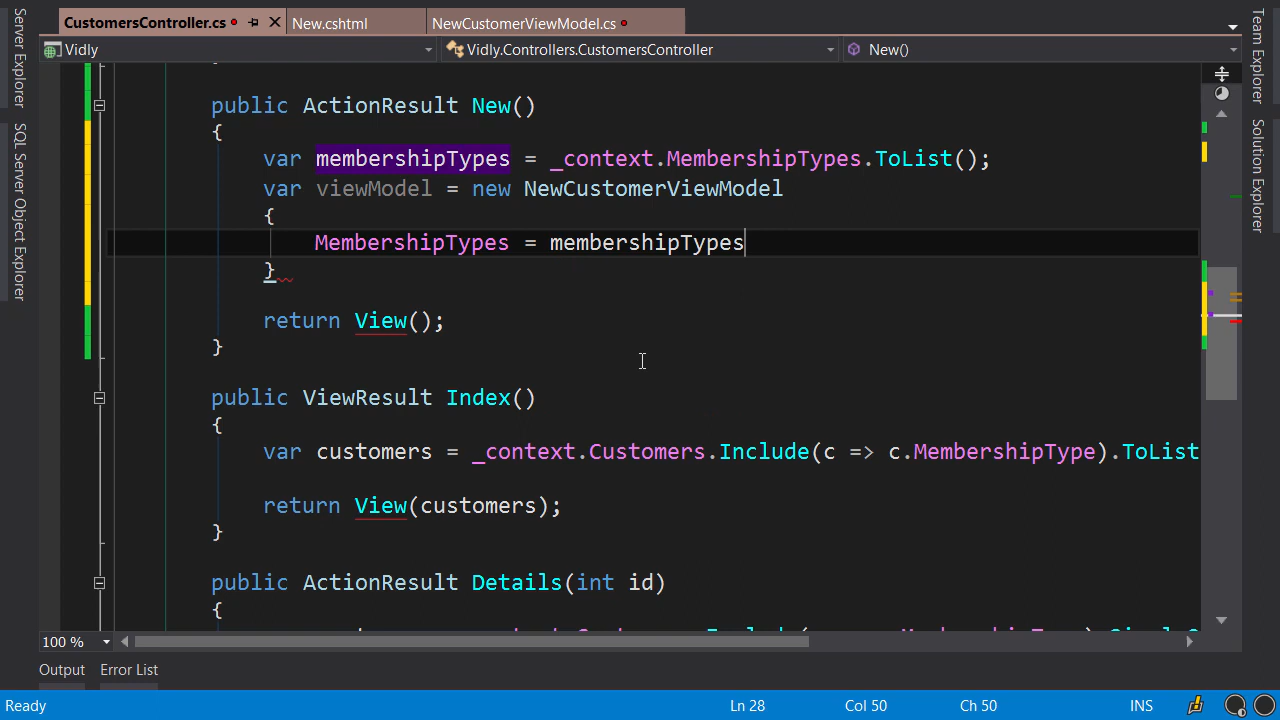 Server Explorer
SQL Server Object Explorer
CustomersController.cs
New.cshtml
NewCustomerViewModel.cs
Vidly
Vidly.Controllers.CustomersController
New()
public ActionResult New()
{
var membershipTypes = _context.MembershipTypes.ToList();
var viewModel = new NewCustomerViewModel
{
MembershipTypes = membershipTypes
}
return View();
}
public ViewResult Index()
{
var customers = _context.Customers.Include(c => c.MembershipType).ToList
return View(customers);
}
public ActionResult Details(int id)
{
100 %
Output
Error List
Ready
Ln 28
Col 50
Ch 50
INS
Team Explorer
Solution Explorer